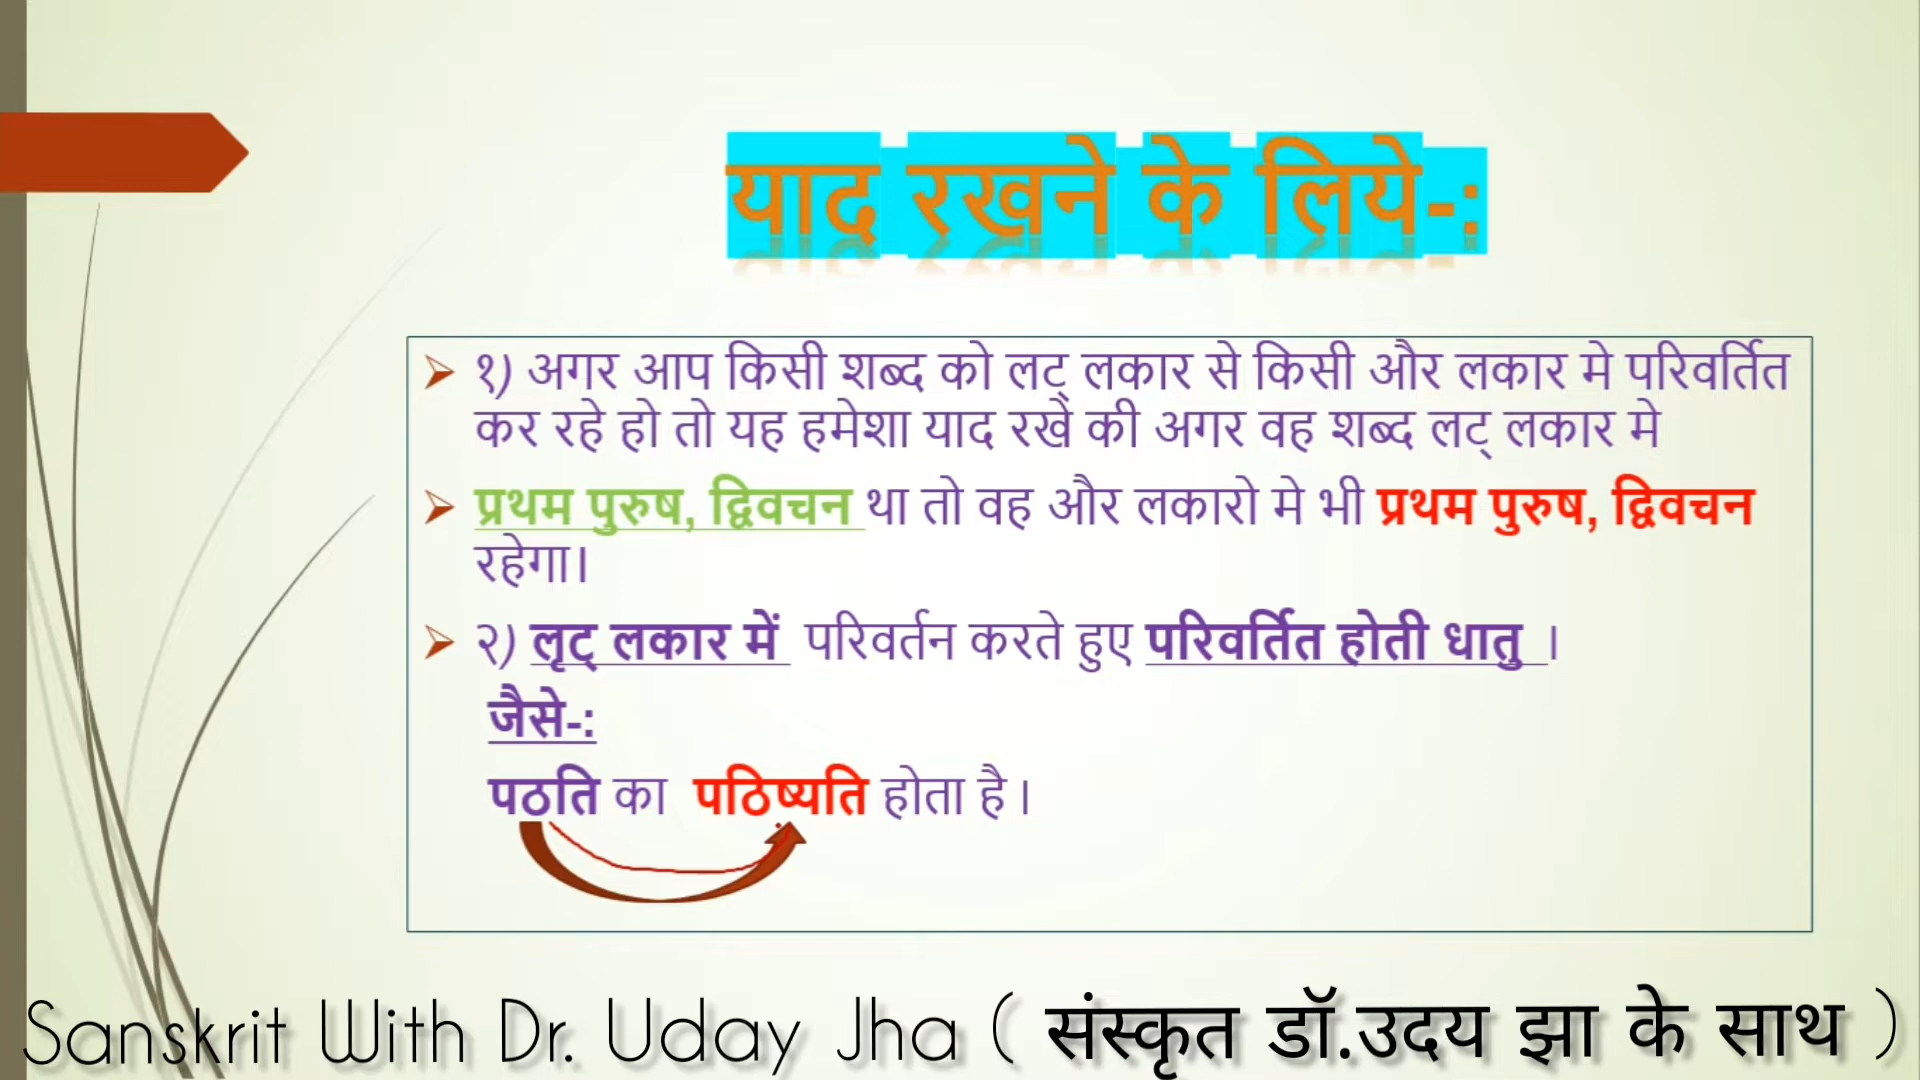 याद रखने के लिये-:
१) अगर आप किसी शब्द को लट् लकार से किसी और लकार मे परिवर्तित
कर रहे हो तो यह हमेशा याद रखे की अगर वह शब्द लट् लकार मे
प्रथम पुरुष, द्विवचन था तो वह और लकारो मे भी प्रथम पुरुष, द्विवचन
रहेगा।
२) लृट् लकार में परिवर्तन करते हुए परिवर्तित होती धातु ।
जैसे-:
पठति का पठिष्यति होता है ।
Sanskrit With Dr. Uday Jha ( संस्कृत डॉ.उदय झा के साथ )